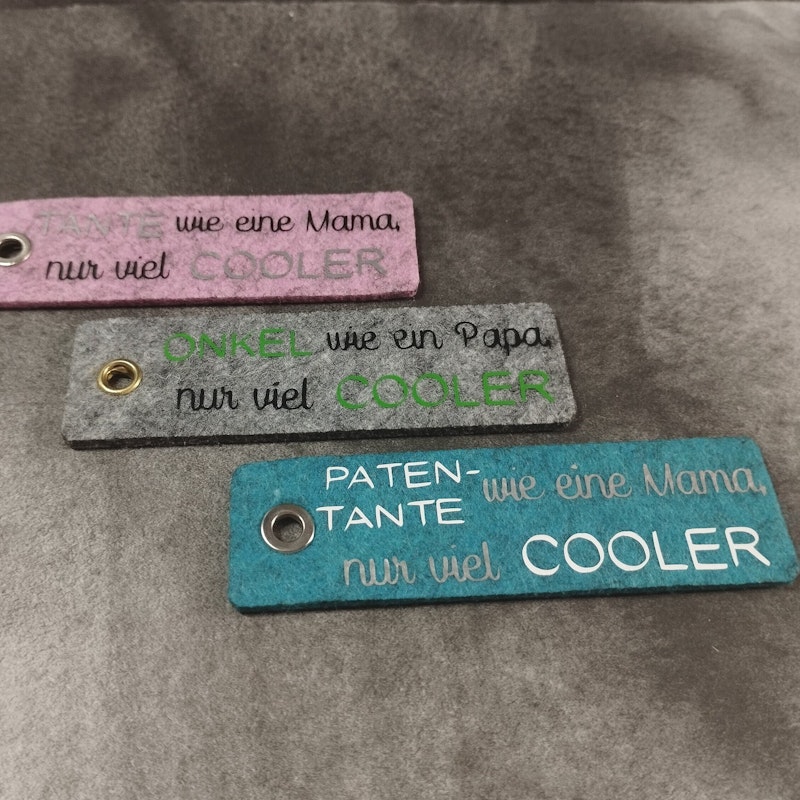 TANTE wie eine Mama,
nur viel COOLER
ONKEL wie ein Papa,
nur viel COOLER
PATEN-
TANTE wie eine Mama,
nur viel COOLER